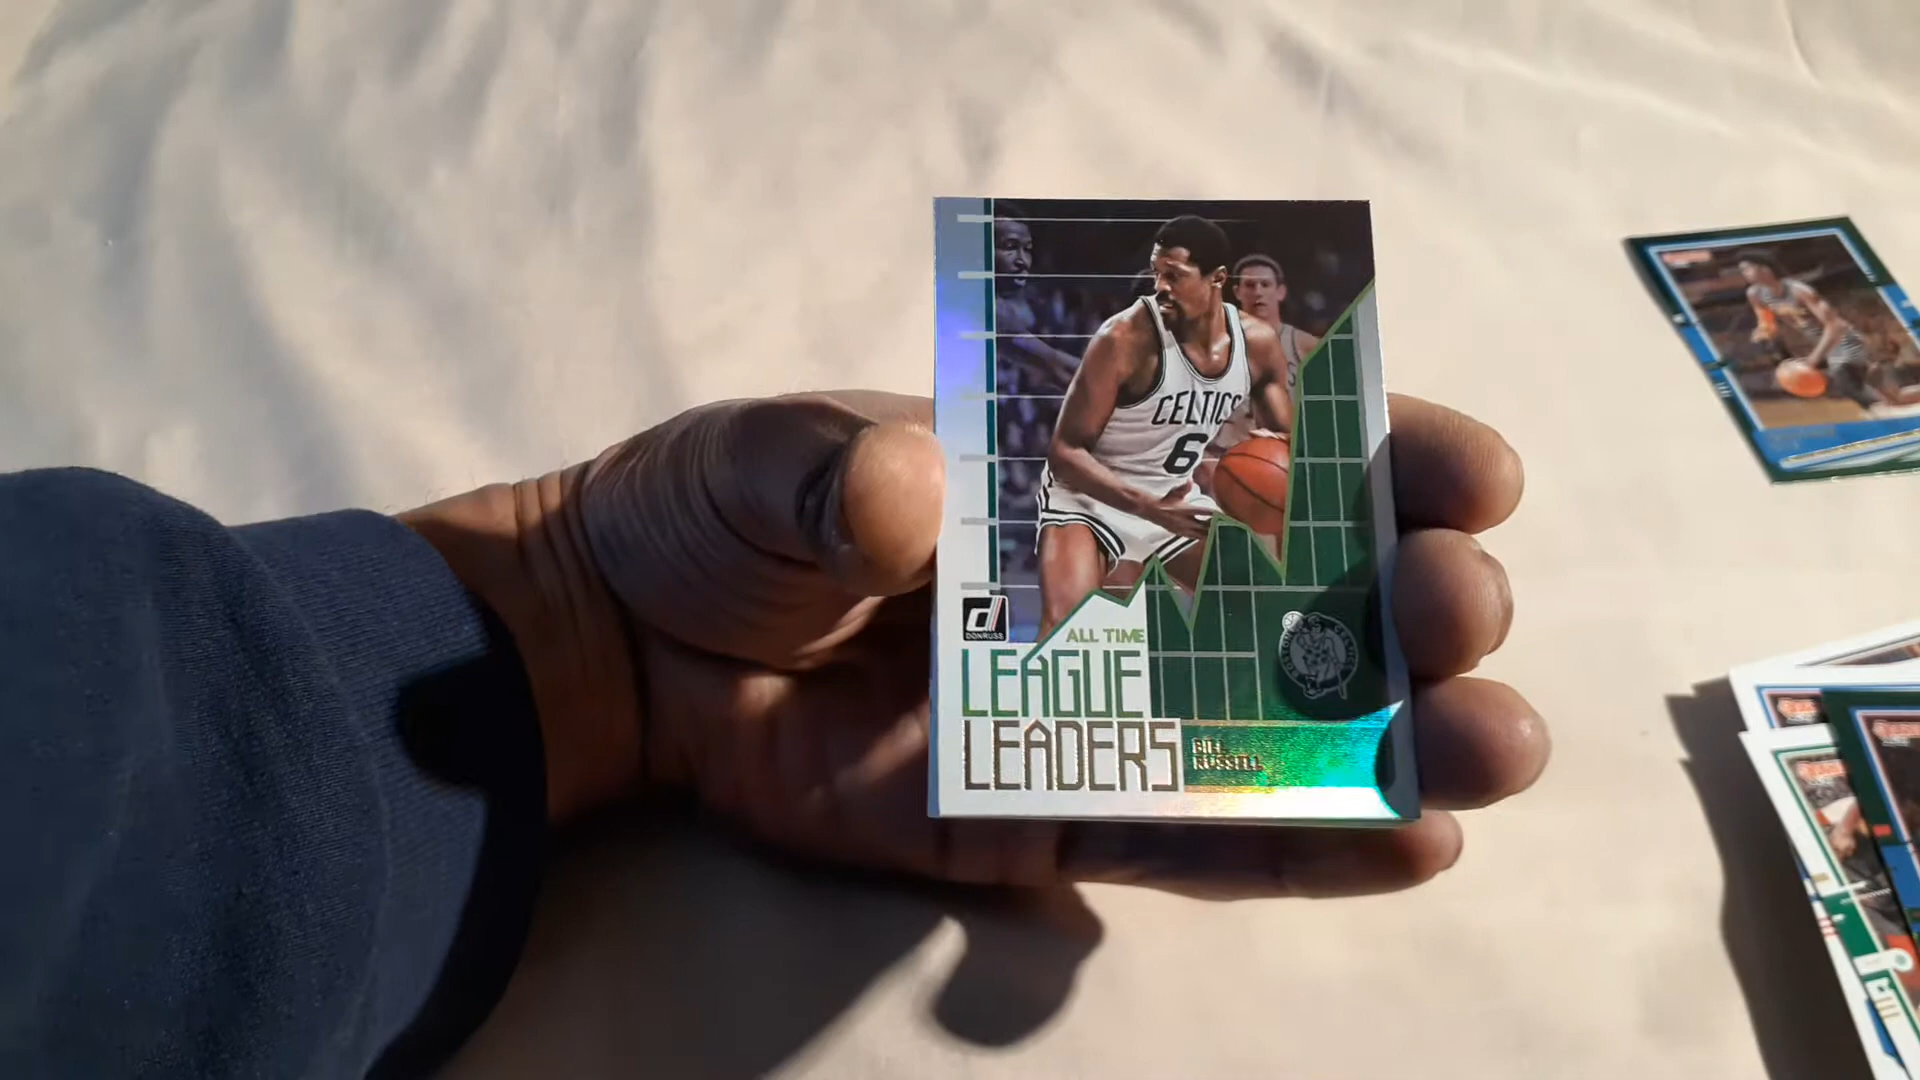 CELTICS
6
DONRUSS
ALL TIME
LEAGUE
LEADERS
BILL
RUSSELL